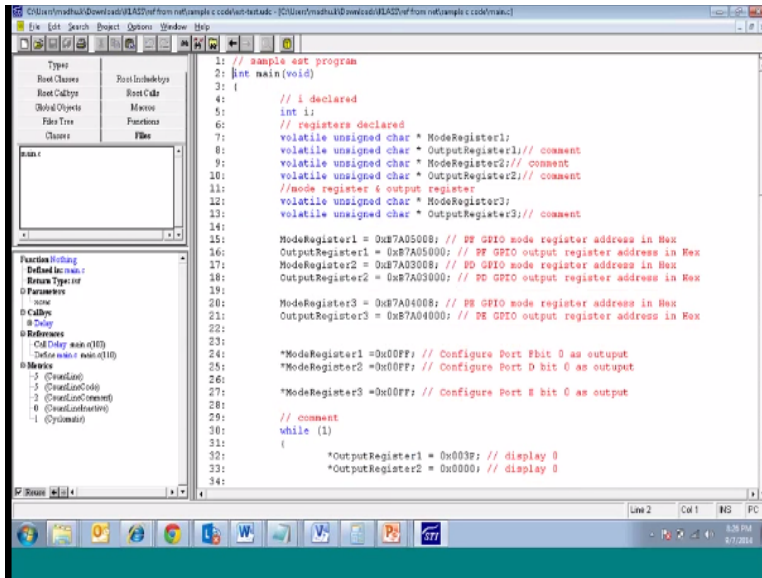 C:\Users\madhuk\Downloads\KLASS\ref from net\sample c code\est-test.udc - [C:\Users\madhuk\Downloads\KLASS\ref from net\sample c code\main.c]
File Edit Search Project Options Window Help
Types
Root Classes Root Includebys
Root Callbys Root Calls
Global Objects Macros
Files Tree Functions
Classes Files
main.c
Function Nothing
Defined in: main.c
Return Type: int
Parameters
none
Callbys
Delay
References
Call Delay main.c(103)
Define main.c main.c(110)
Metrics
5 (CountLine)
5 (CountLineCode)
2 (CountLineComment)
0 (CountLineInactive)
1 (Cyclomatic)
Reuse
1: // sample est program
2: int main(void)
3: {
4: // i declared
5: int i;
6: // registers declared
7: volatile unsigned char * ModeRegister1;
8: volatile unsigned char * OutputRegister1;// comment
9: volatile unsigned char * ModeRegister2;// comment
10: volatile unsigned char * OutputRegister2;// comment
11: //mode register & output register
12: volatile unsigned char * ModeRegister3;
13: volatile unsigned char * OutputRegister3;// comment
14:
15: ModeRegister1 = 0xB7A05008; // PF GPIO mode register address in Hex
16: OutputRegister1 = 0xB7A05000; // PF GPIO output register address in Hex
17: ModeRegister2 = 0xB7A03008; // PD GPIO mode register address in Hex
18: OutputRegister2 = 0xB7A03000; // PD GPIO output register address in Hex
19:
20: ModeRegister3 = 0xB7A04008; // PE GPIO mode register address in Hex
21: OutputRegister3 = 0xB7A04000; // PE GPIO output register address in Hex
22:
23:
24: *ModeRegister1 =0x00FF; // Configure Port Fbit 0 as outuput
25: *ModeRegister2 =0x00FF; // Configure Port D bit 0 as outuput
26:
27: *ModeRegister3 =0x00FF; // Configure Port E bit 0 as output
28:
29: // comment
30: while (1)
31: {
32: *OutputRegister1 = 0x003F; // display 0
33: *OutputRegister2 = 0x0000; // display 0
34:
Line 2 Col 1 INS PC
STI
8:26 PM
9/7/2014